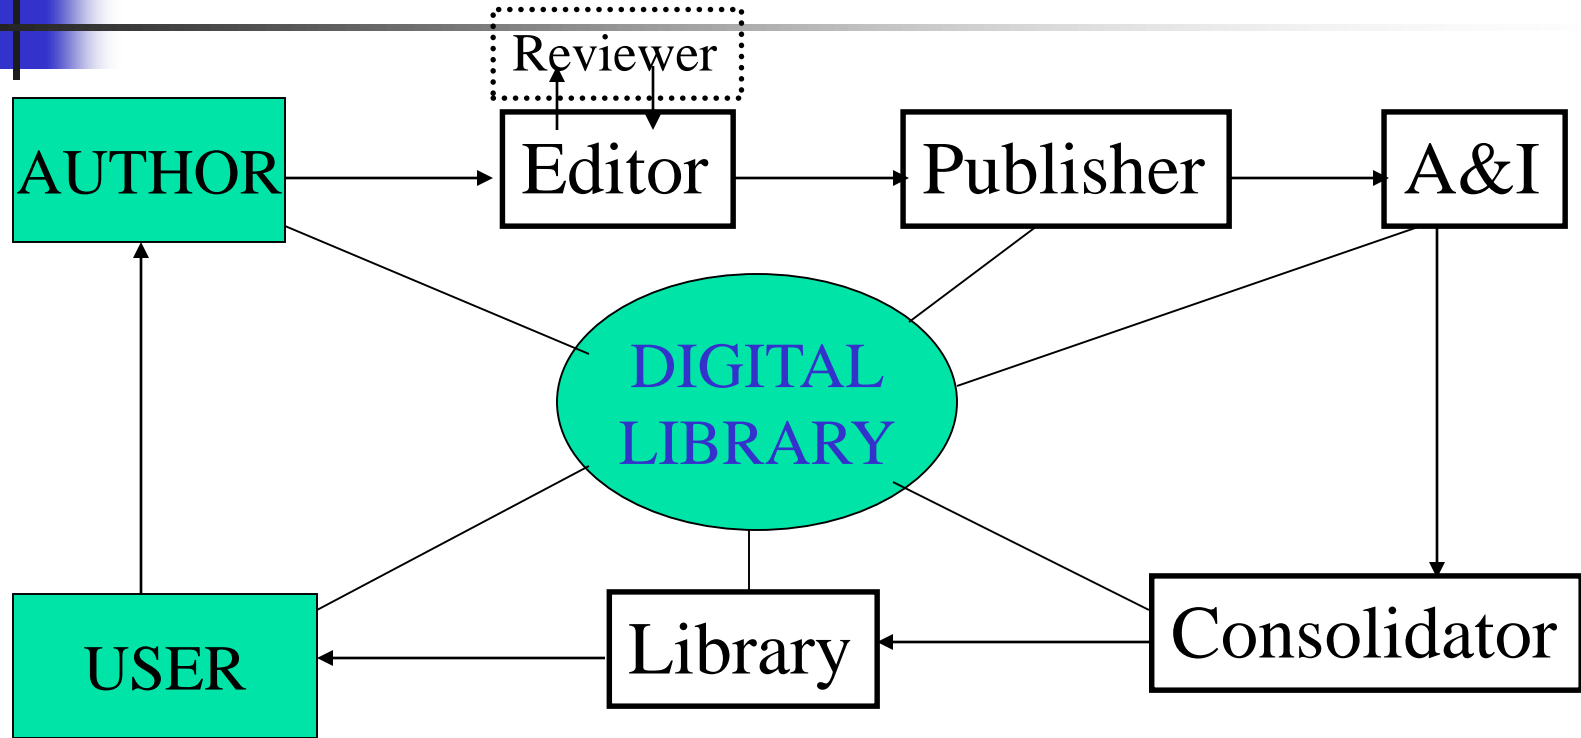 Reviewer
AUTHOR
Editor
Publisher
A&I
DIGITAL
LIBRARY
USER
Library
Consolidator